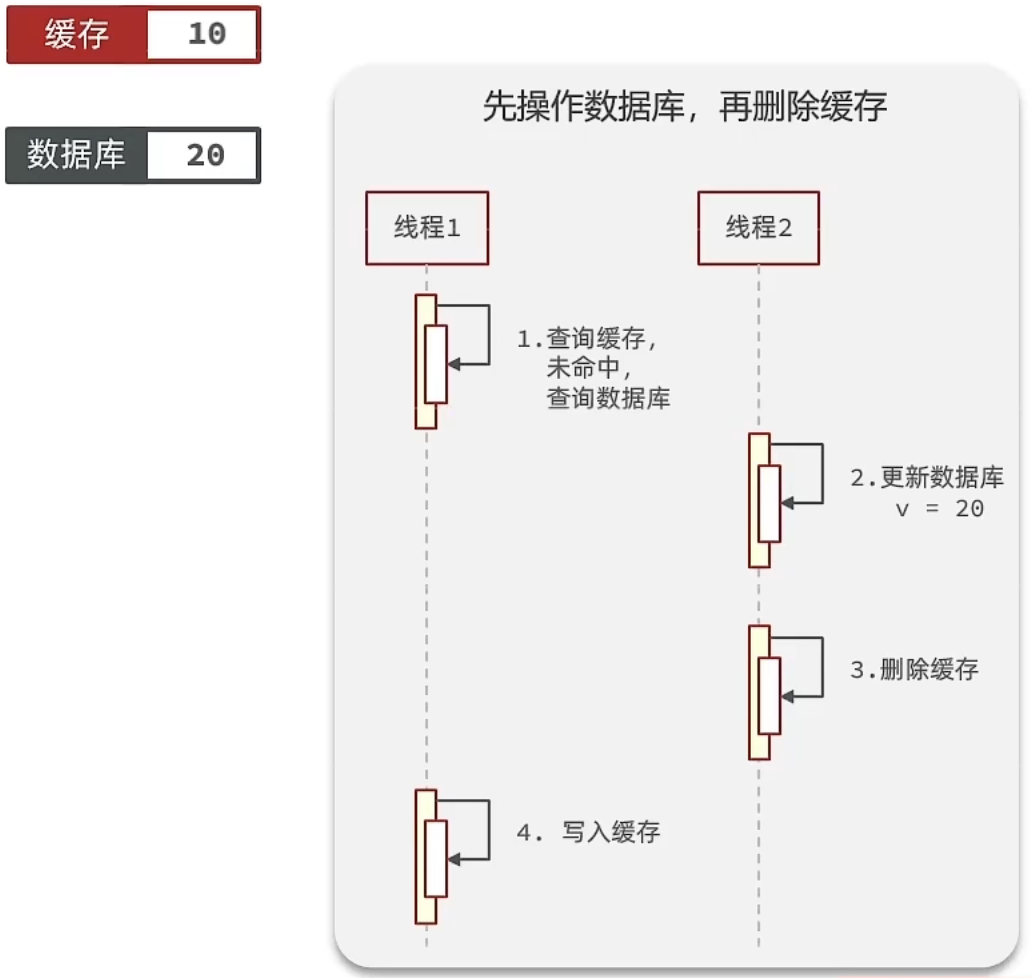 缓存 10
数据库 20
先操作数据库，再删除缓存
线程1 线程2
1.查询缓存，
未命中，
查询数据库
2.更新数据库
v = 20
3.删除缓存
4. 写入缓存